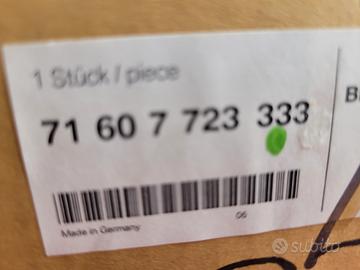 1 Stück / piece
71 60 7 723 333
B
06
Made in Germany
subito